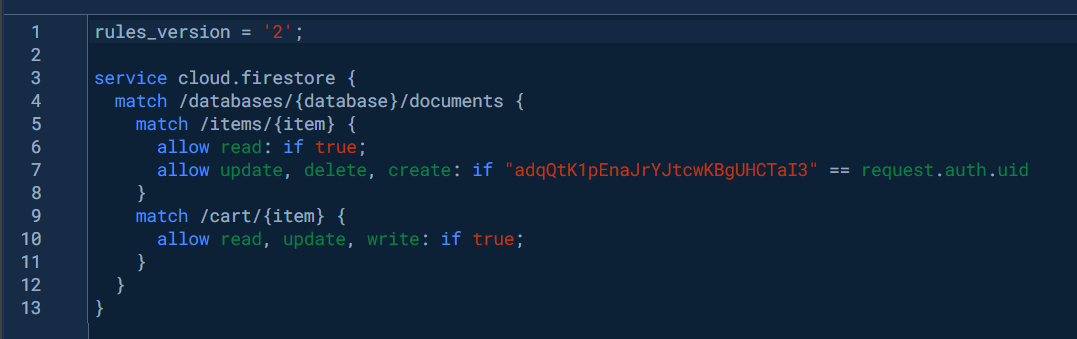 1 rules_version = '2';
2
3 service cloud.firestore {
4 match /databases/{database}/documents {
5 match /items/{item} {
6 allow read: if true;
7 allow update, delete, create: if "adqQtK1pEnaJrYJtcwKBgUHCTaI3" == request.auth.uid
8 }
9 match /cart/{item} {
10 allow read, update, write: if true;
11 }
12 }
13 }